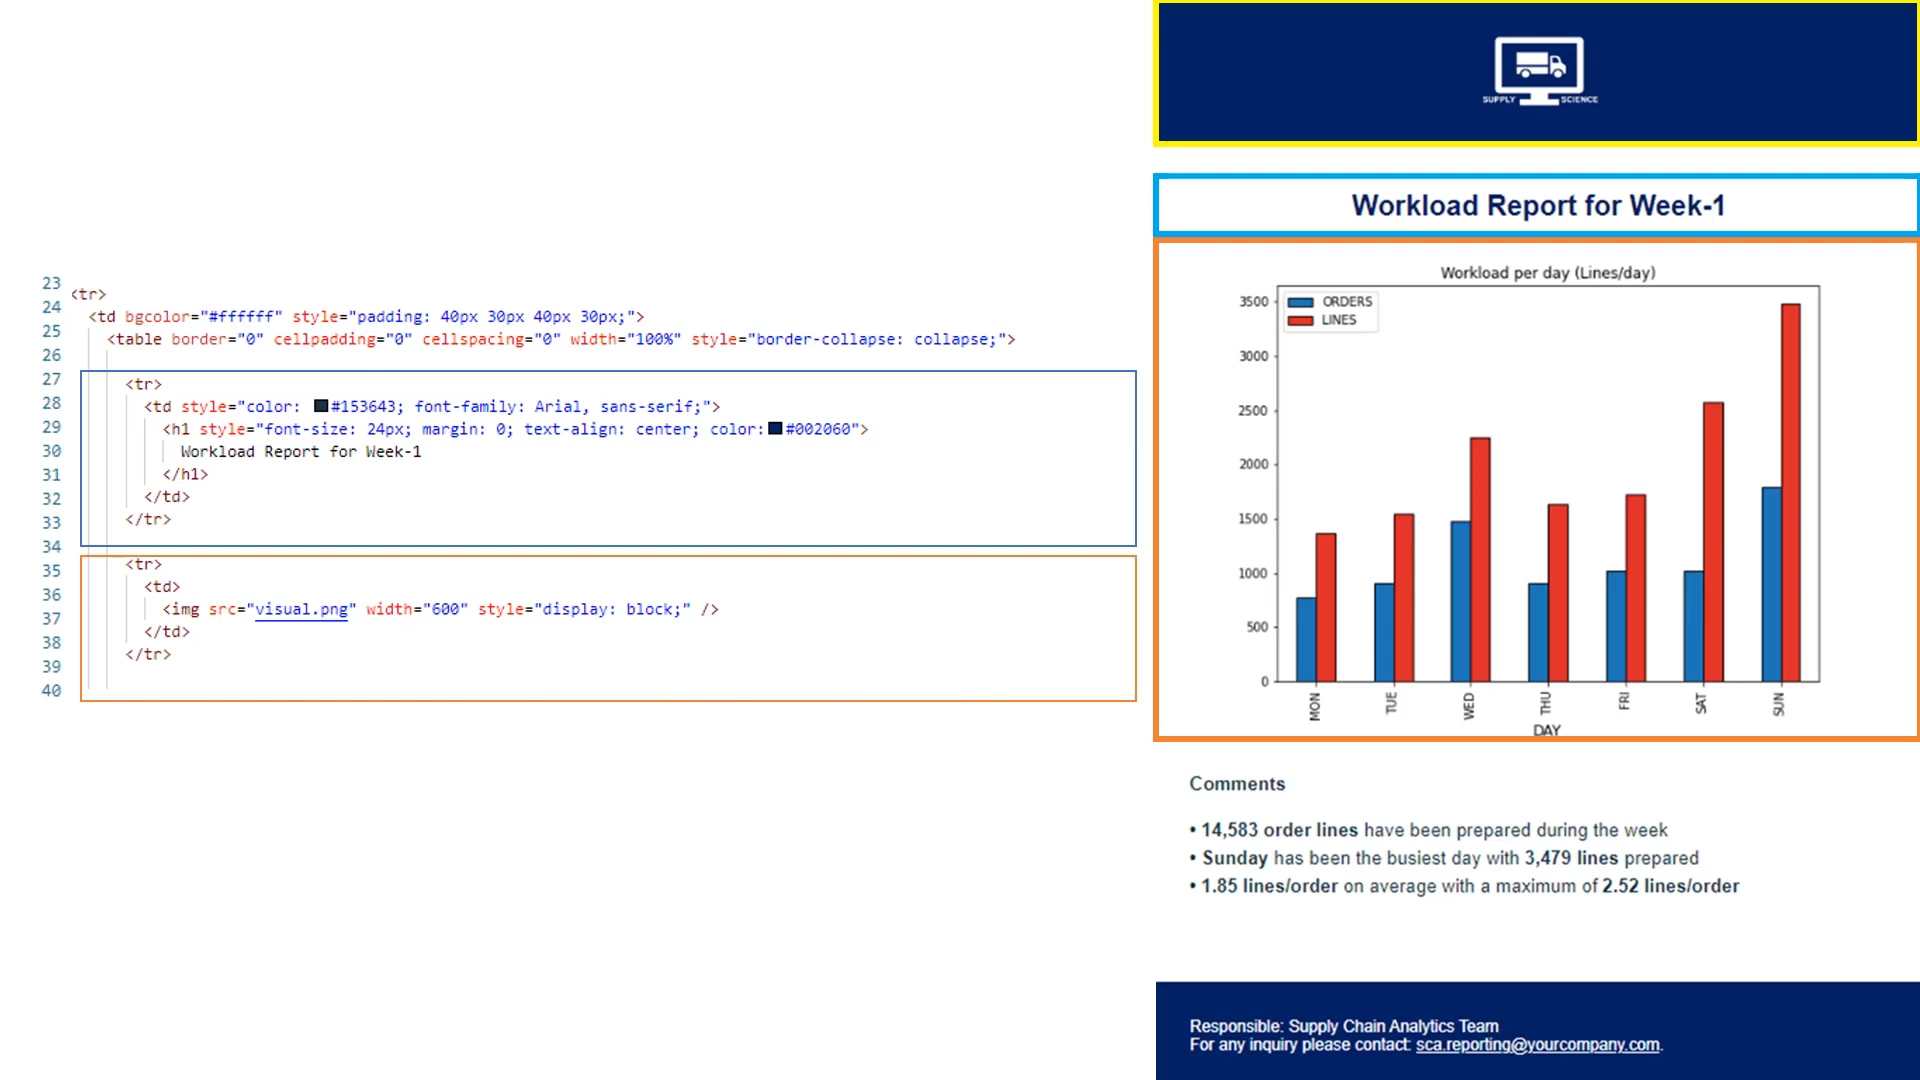 23
<tr>
24
<td bgcolor="#ffffff" style="padding: 40px 30px 40px 30px;">
25
<table border="0" cellpadding="0" cellspacing="0" width="100%" style="border-collapse: collapse;">
26
27
<tr>
28
<td style="color: #153643; font-family: Arial, sans-serif;">
29
<h1 style="font-size: 24px; margin: 0; text-align: center; color: #002060">
30
Workload Report for Week-1
31
</h1>
32
</td>
33
</tr>
34
35
<tr>
36
<td>
37
<img src="visual.png" width="600" style="display: block;" />
38
</td>
39
</tr>
40
SUPPLY SCIENCE
Workload Report for Week-1
Workload per day (Lines/day)
ORDERS
LINES
3500
3000
2500
2000
1500
1000
500
0
MON TUE WED THU FRI SAT SUN
DAY
Comments
• 14,583 order lines have been prepared during the week
• Sunday has been the busiest day with 3,479 lines prepared
• 1.85 lines/order on average with a maximum of 2.52 lines/order
Responsible: Supply Chain Analytics Team
For any inquiry please contact: sca.reporting@yourcompany.com.